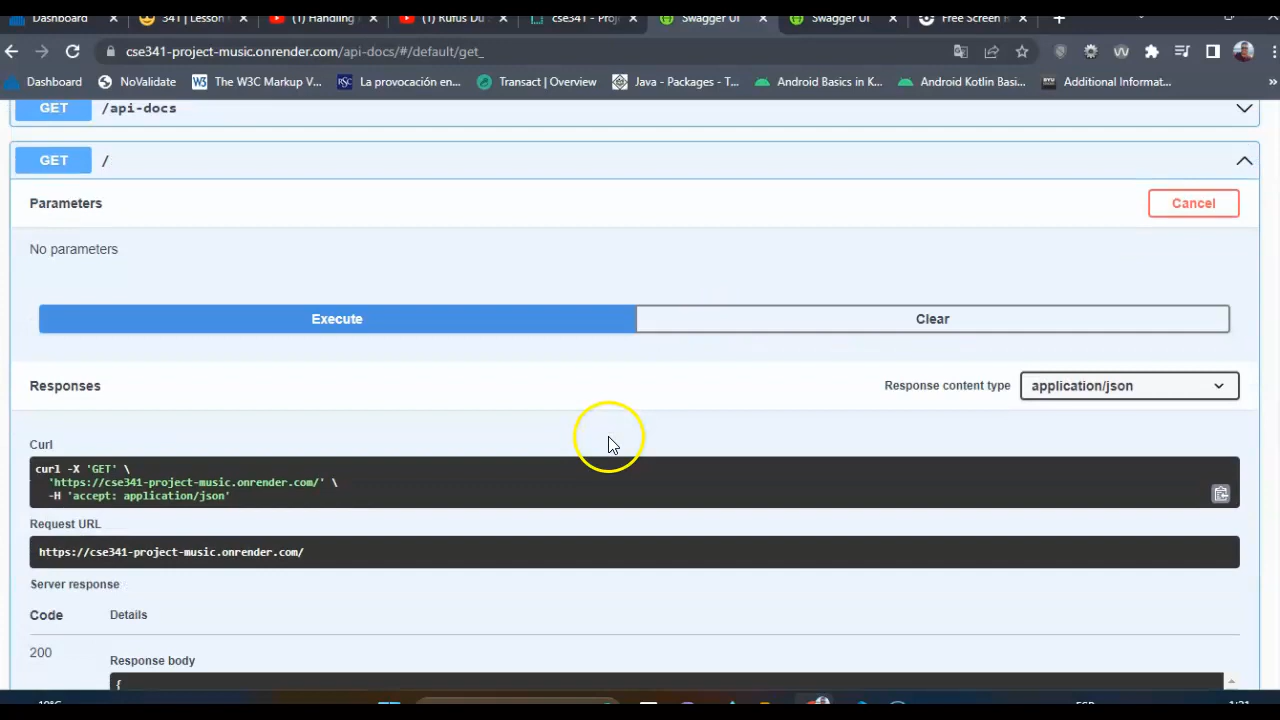 Dashboard 341 | Lesson (1) Handling (1) Rufus Du cse341 - Proj Swagger UI Swagger UI Free Screen R
cse341-project-music.onrender.com/api-docs/#/default/get_
Dashboard NoValidate The W3C Markup V... La provocación en... Transact | Overview Java - Packages - T... Android Basics in K... Android Kotlin Basi... Additional Informat... »
GET /api-docs
GET /
Parameters Cancel
No parameters
Execute Clear
Responses Response content type application/json
Curl
curl -X 'GET' \
'https://cse341-project-music.onrender.com/' \
-H 'accept: application/json'
Request URL
https://cse341-project-music.onrender.com/
Server response
Code Details
200
Response body
{